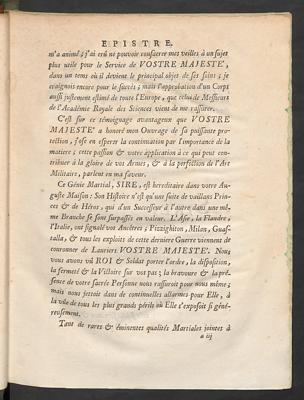 EPISTRE,
m'a animé ; j'ai crû ne pouvoir consacrer mes veilles à un sujet
plus utile pour le Service de VOSTRE MAJESTE',
dans un tems où il devient le principal objet de ses soins ; je
craignois encore pour le succès ; mais l'approbation d'un Corps
aussi justement estimé de toute l'Europe, que celui de Messieurs
de l'Académie Royale des Sciences vient de me rassurer.
C'est sur ce témoignage avantageux que VOSTRE
MAJESTE' a honoré mon Ouvrage de sa puissante pro-
tection, j'ose en esperer la continuation par l'importance de la
matiere ; cette passion & votre application à ce qui peut con-
tribuer à la gloire de vos Armes, & à la perfection de l'Art
Militaire, parlent en ma faveur.
Ce Génie Martial, SIRE, est hereditaire dans votre Au-
guste Maison : Son Histoire n'est qu'une suite de vaillans Prin-
ces & de Héros, qui d'un Successeur à l'autre dans une mê-
me Branche se sont surpassés en valeur. L'Asie, la Flandre,
l'Italie, ont signalé vos Ancêtres ; Pizzighiton, Milan, Guas-
talla, & tous les exploits de cette derniere Guerre viennent de
couronner de Lauriers VOSTRE MAJESTE'. Nous
vous avons vû ROI & Soldat porter l'ordre, la disposition,
la fermeté & la Victoire sur vos pas ; la bravoure & la pré-
sence de votre sacrée Personne nous rassuroit pour nous même ;
mais nous jettoit dans de continuelles allarmes pour Elle, à
la vûe de tous les plus grands périls où Elle s'exposoit si géné-
reusement.
Tant de rares & éminentes qualités Martiales jointes à
a iij